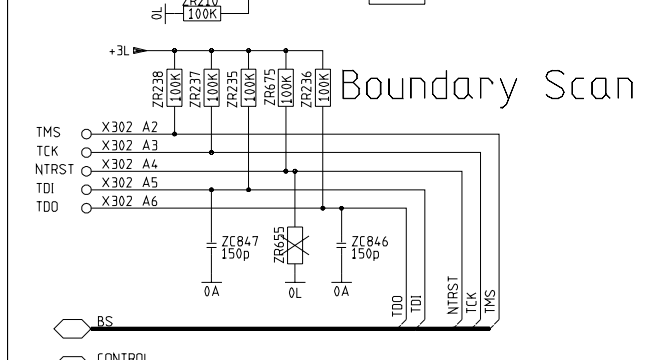 ZR210
0L 100K
+3L
ZR238 100K ZR237 100K ZR235 100K ZR675 100K ZR236 100K
Boundary Scan
TMS X302 A2
TCK X302 A3
NTRST X302 A4
TDI X302 A5
TDO X302 A6
ZC847
150p
ZR655
ZC846
150p
0A 0L 0A
TDO TDI NTRST TCK TMS
BS
CONTROL